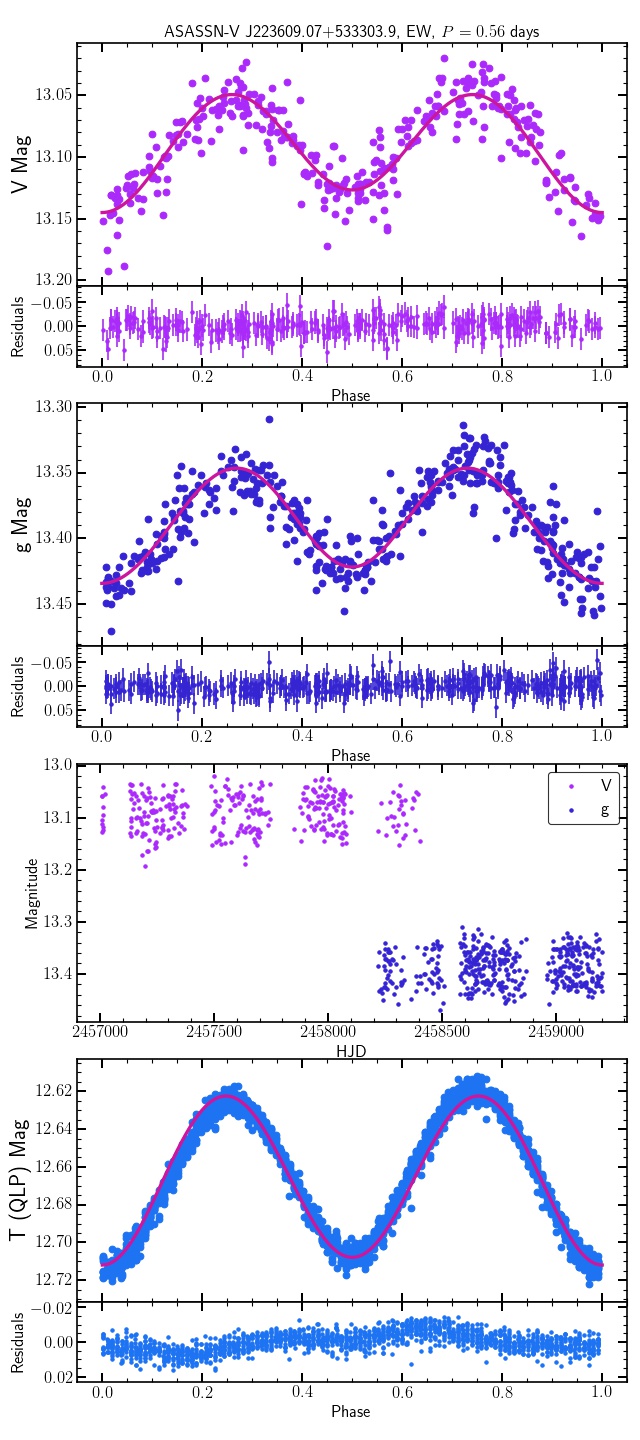 ASASSN-V J223609.07+533303.9, EW, P = 0.56 days
V Mag
13.05
13.10
13.15
13.20
Residuals
−0.05
0.00
0.05
0.0 0.2 0.4 0.6 0.8 1.0
Phase
g Mag
13.30
13.35
13.40
13.45
Residuals
−0.05
0.00
0.05
0.0 0.2 0.4 0.6 0.8 1.0
Phase
Magnitude
13.0
13.1
13.2
13.3
13.4
V
g
2457000 2457500 2458000 2458500 2459000
HJD
T (QLP) Mag
12.62
12.64
12.66
12.68
12.70
12.72
Residuals
−0.02
0.00
0.02
0.0 0.2 0.4 0.6 0.8 1.0
Phase